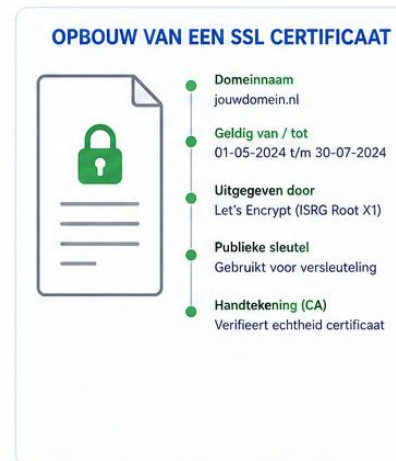 OPBOUW VAN EEN SSL CERTIFICAAT
Domeinnaam
jouwdomein.nl
Geldig van / tot
01-05-2024 t/m 30-07-2024
Uitgegeven door
Let's Encrypt (ISRG Root X1)
Publieke sleutel
Gebruikt voor versleuteling
Handtekening (CA)
Verifieert echtheid certificaat